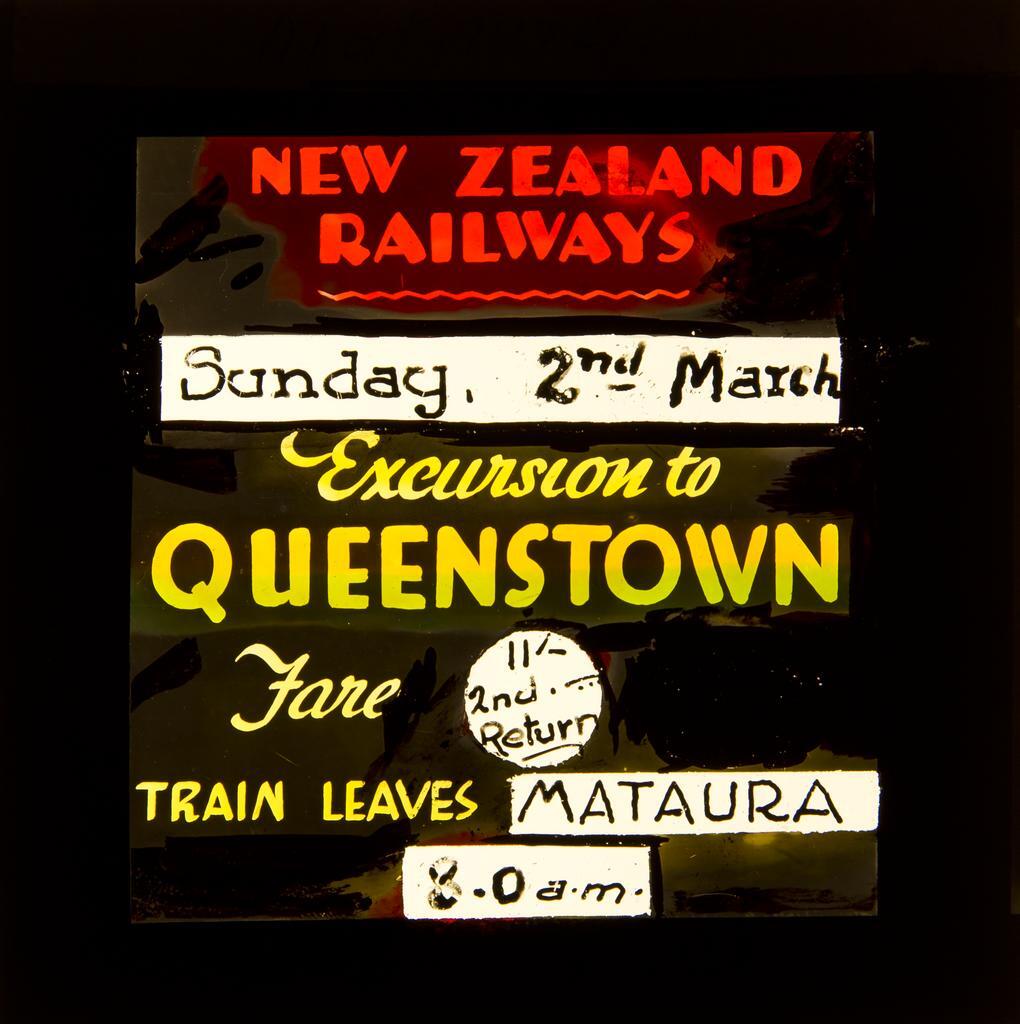 NEW ZEALAND
RAILWAYS
Sunday, 2nd March
Excursion to
QUEENSTOWN
Fare 11/-
2nd.
Return
TRAIN LEAVES MATAURA
8.0 a.m.